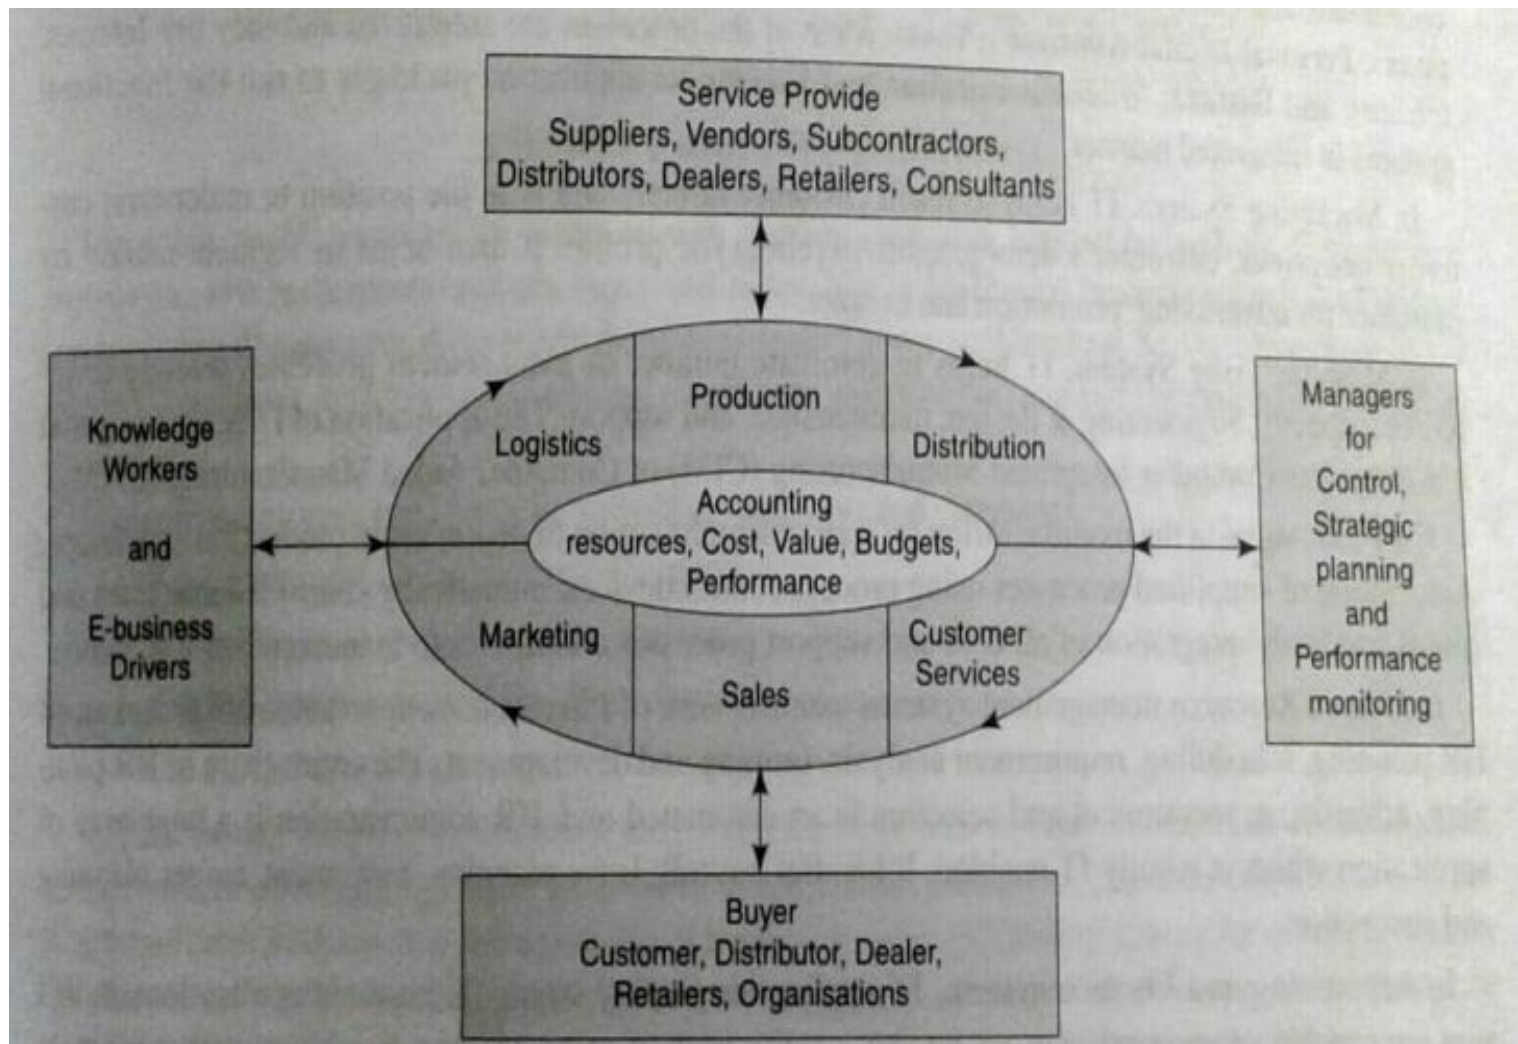 Service Provide
Suppliers, Vendors, Subcontractors,
Distributors, Dealers, Retailers, Consultants
Knowledge
Workers
and
E-business
Drivers
Logistics
Production
Distribution
Accounting
resources, Cost, Value, Budgets,
Performance
Marketing
Sales
Customer
Services
Managers
for
Control,
Strategic
planning
and
Performance
monitoring
Buyer
Customer, Distributor, Dealer,
Retailers, Organisations